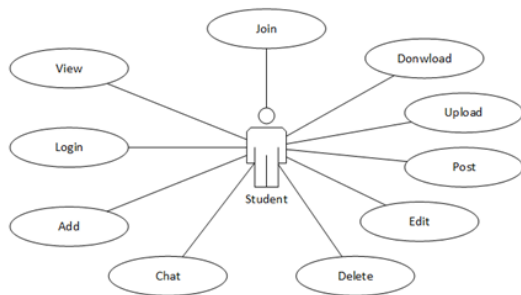 Join
Donwload
View
Upload
Login
Post
Student
Add
Edit
Chat
Delete